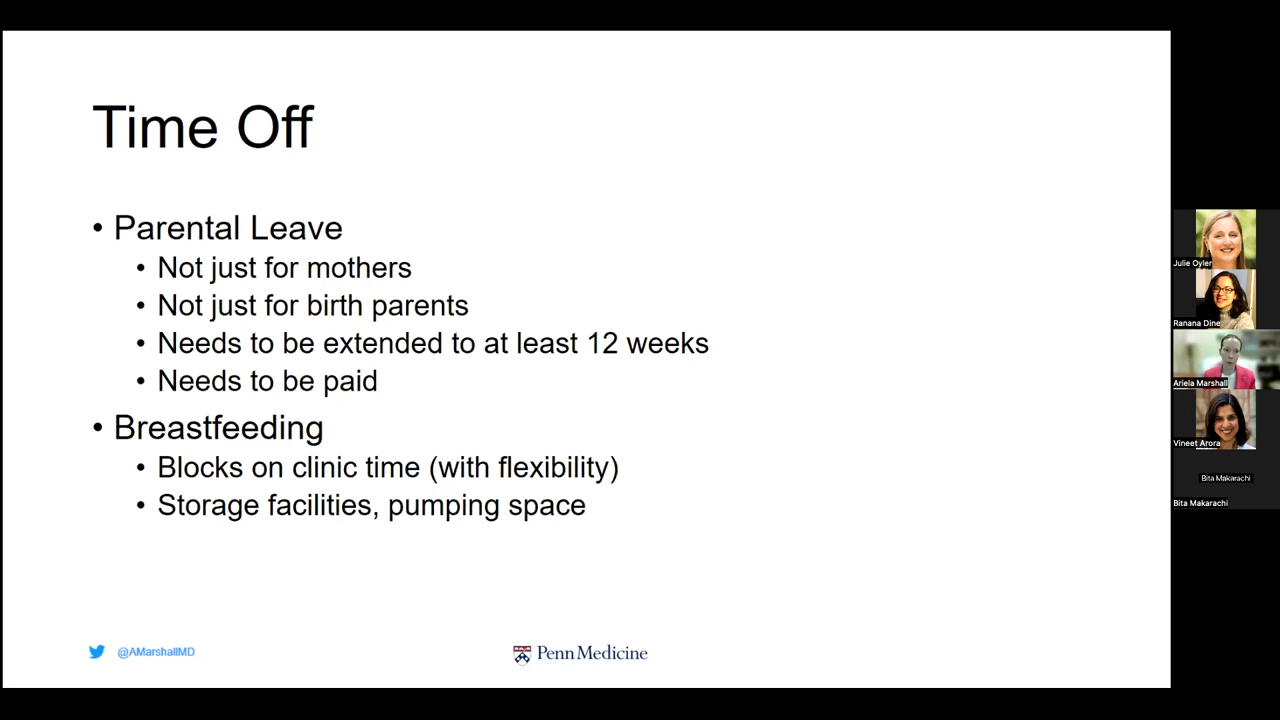 Time Off
• Parental Leave
• Not just for mothers
• Not just for birth parents
• Needs to be extended to at least 12 weeks
• Needs to be paid
• Breastfeeding
• Blocks on clinic time (with flexibility)
• Storage facilities, pumping space
@AMarshallMD
Penn Medicine
Julie Oyler
Ranana Dine
Ariela Marshall
Vineet Arora
Bita Makarachi
Bita Makarachi